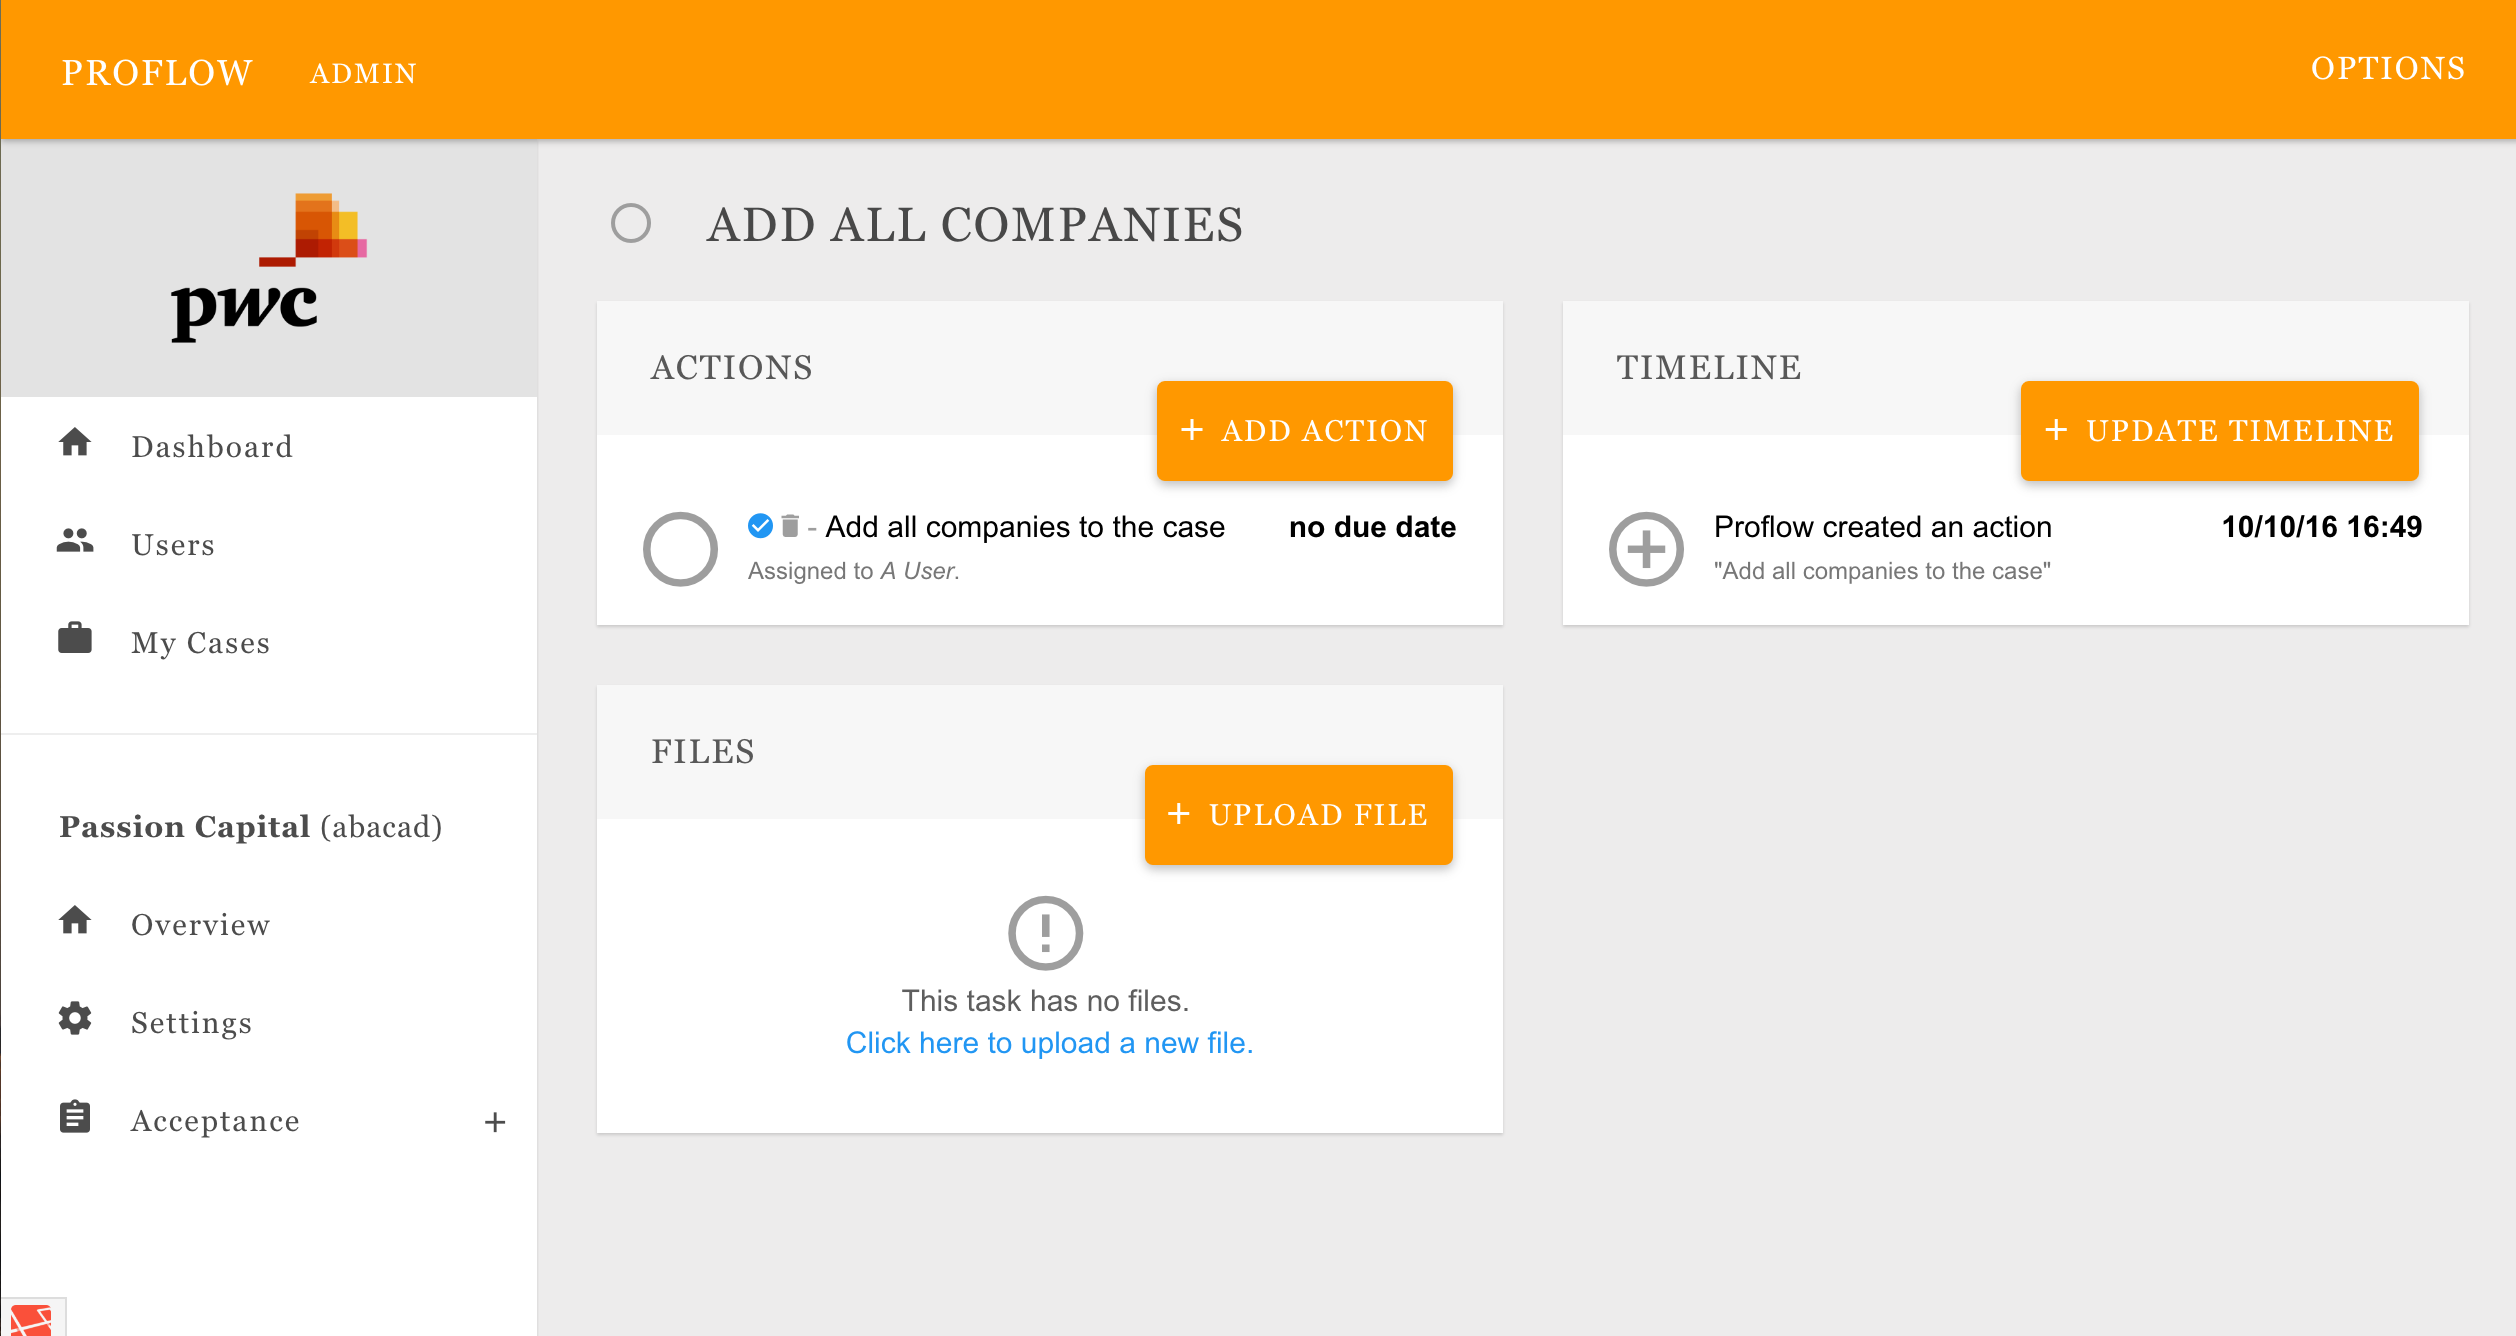 PROFLOW
ADMIN
OPTIONS
pwc
Dashboard
Users
My Cases
Passion Capital (abacad)
Overview
Settings
Acceptance +
ADD ALL COMPANIES
ACTIONS
+ ADD ACTION
- Add all companies to the case
no due date
Assigned to A User.
TIMELINE
+ UPDATE TIMELINE
Proflow created an action
10/10/16 16:49
"Add all companies to the case"
FILES
+ UPLOAD FILE
This task has no files.
Click here to upload a new file.